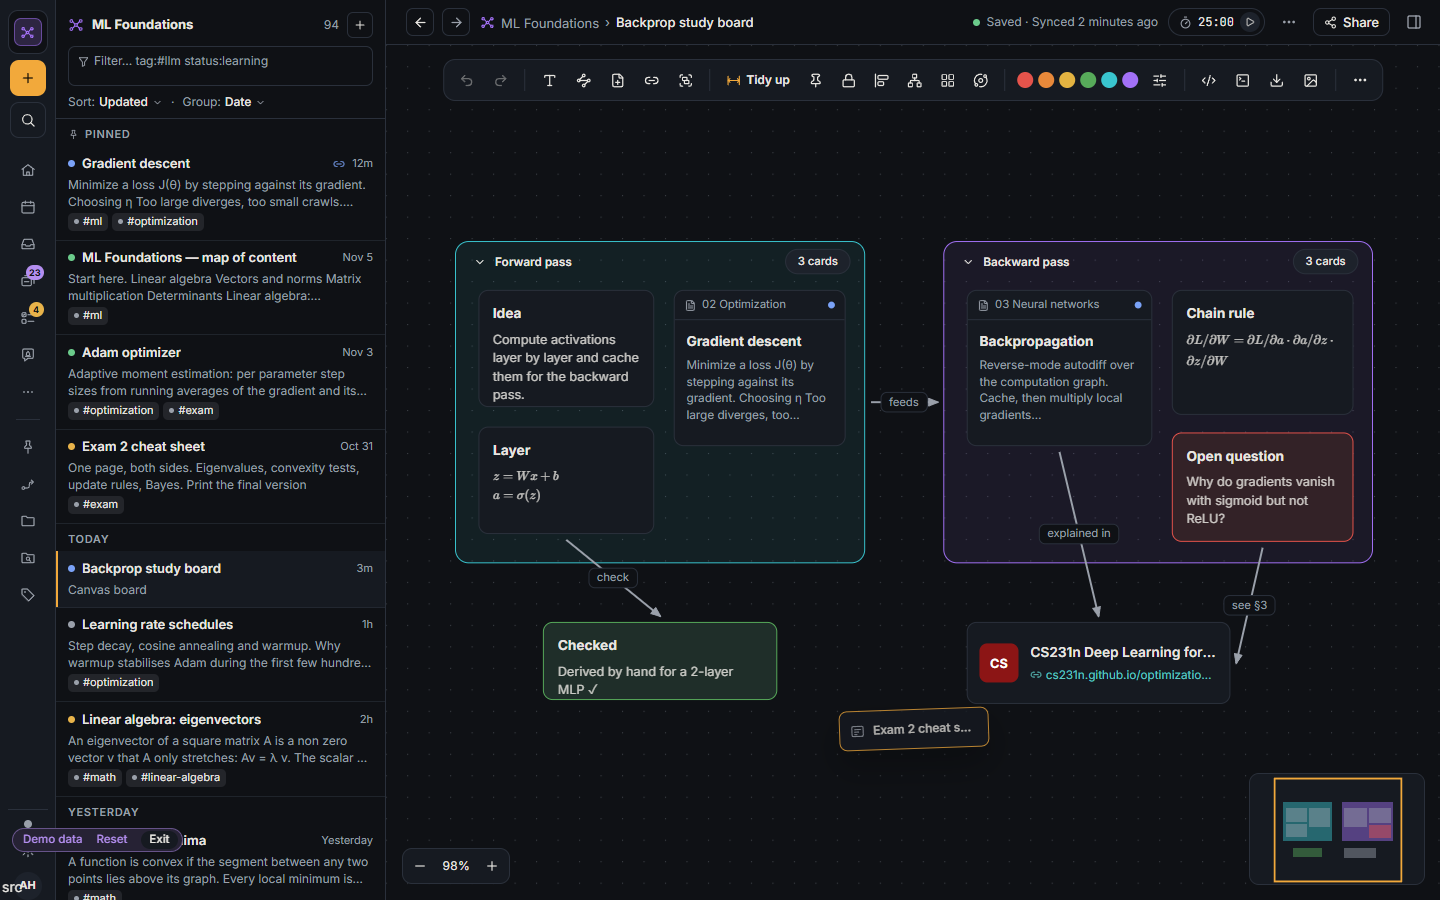 ML Foundations
94
Filter... tag:#llm status:learning
Sort: Updated · Group: Date
PINNED
Gradient descent
12m
Minimize a loss J(θ) by stepping against its gradient.
Choosing η Too large diverges, too small crawls....
#ml
#optimization
ML Foundations — map of content
Nov 5
Start here. Linear algebra Vectors and norms Matrix
multiplication Determinants Linear algebra:...
#ml
Adam optimizer
Nov 3
Adaptive moment estimation: per parameter step
sizes from running averages of the gradient and its...
#optimization
#exam
Exam 2 cheat sheet
Oct 31
One page, both sides. Eigenvalues, convexity tests,
update rules, Bayes. Print the final version
#exam
TODAY
Backprop study board
3m
Canvas board
Learning rate schedules
1h
Step decay, cosine annealing and warmup. Why
warmup stabilises Adam during the first few hundre...
#optimization
Linear algebra: eigenvectors
2h
An eigenvector of a square matrix A is a non zero
vector v that A only stretches: Av = λ v. The scalar ...
#math
#linear-algebra
YESTERDAY
ima
Yesterday
A function is convex if the segment between any two
points lies above its graph. Every local minimum is...
#math
23
4
Demo data
Reset
Exit
src
AH
ML Foundations › Backprop study board
Saved · Synced 2 minutes ago
25:00
Share
Tidy up
Forward pass
3 cards
Idea
Compute activations
layer by layer and cache
them for the backward
pass.
02 Optimization
Gradient descent
Minimize a loss J(θ) by
stepping against its
gradient. Choosing η Too
large diverges, too...
Layer
z = Wx + b
a = σ(z)
feeds
Backward pass
3 cards
03 Neural networks
Backpropagation
Reverse-mode autodiff over
the computation graph.
Cache, then multiply local
gradients...
Chain rule
∂L/∂W = ∂L/∂a · ∂a/∂z ·
∂z/∂W
Open question
Why do gradients vanish
with sigmoid but not
ReLU?
explained in
check
see §3
Checked
Derived by hand for a 2-layer
MLP ✓
CS
CS231n Deep Learning for...
cs231n.github.io/optimizatio...
Exam 2 cheat s...
98%